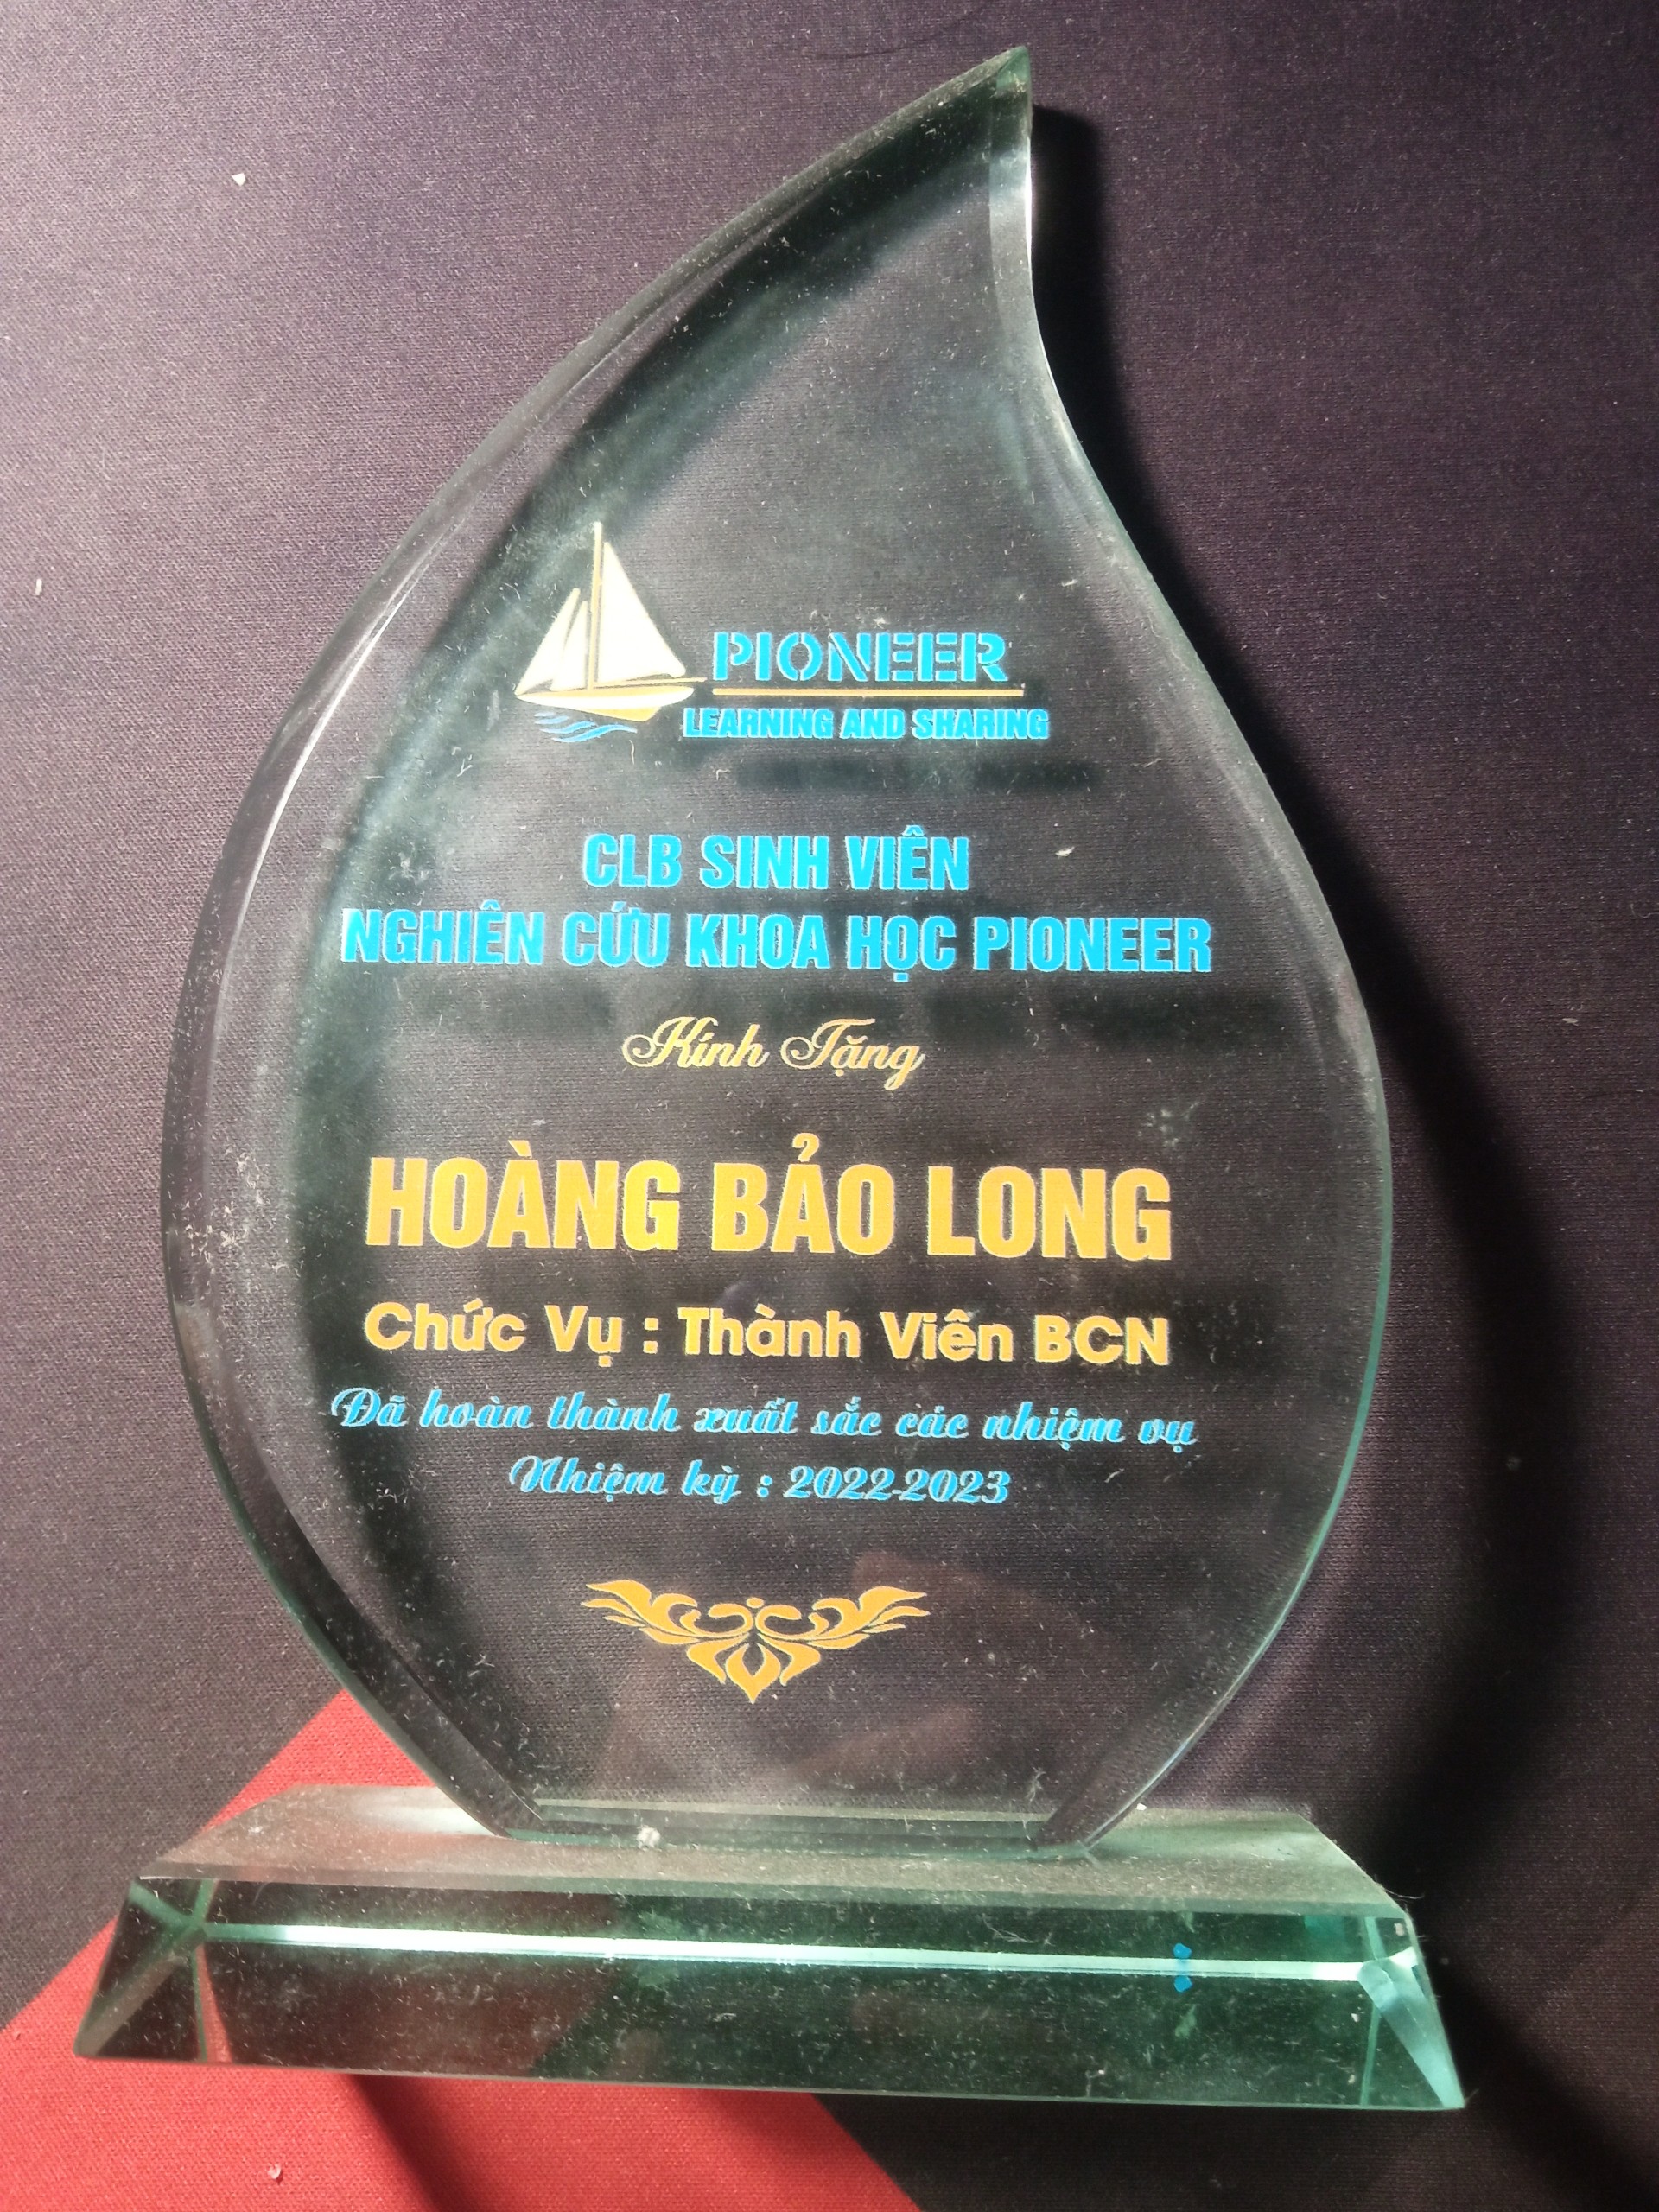 PIONEER
LEARNING AND SHARING
CLB SINH VIÊN
NGHIÊN CỨU KHOA HỌC PIONEER
Kính Tặng
HOÀNG BẢO LONG
Chức Vụ : Thành Viên BCN
Đã hoàn thành xuất sắc các nhiệm vụ
Nhiệm kỳ : 2022-2023